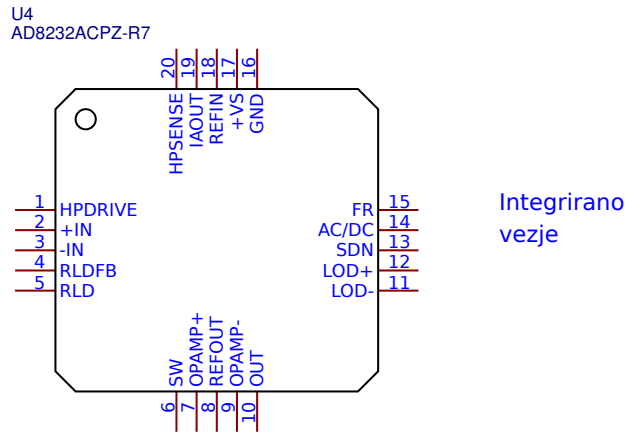 U4
AD8232ACPZ-R7
20 HPSENSE
19 IAOUT
18 REFIN
17 +VS
16 GND
1 HPDRIVE
2 +IN
3 -IN
4 RLDFB
5 RLD
FR 15
AC/DC 14
SDN 13
LOD+ 12
LOD- 11
6 SW
7 OPAMP+
8 REFOUT
9 OPAMP-
10 OUT
Integrirano
vezje